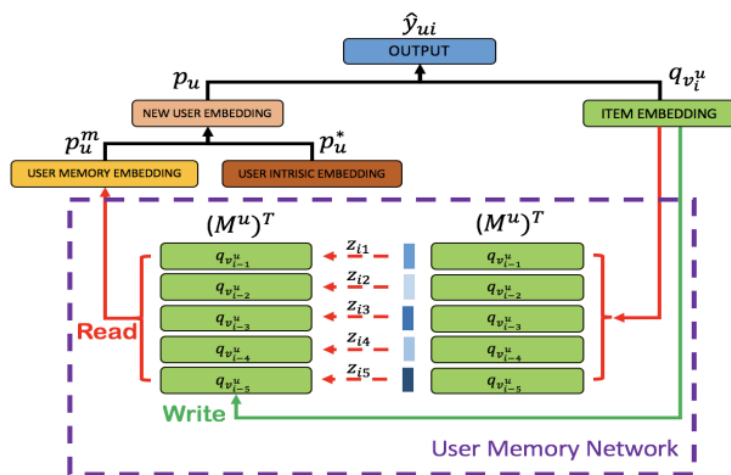 ŷ_{ui}
OUTPUT
p_u
q_{v_i^u}
NEW USER EMBEDDING
ITEM EMBEDDING
p_u^m
p_u^*
USER MEMORY EMBEDDING
USER INTRISIC EMBEDDING
(M^u)^T
(M^u)^T
q_{v_{i-1}^u} z_{i1} q_{v_{i-1}^u}
q_{v_{i-2}^u} z_{i2} q_{v_{i-2}^u}
q_{v_{i-3}^u} z_{i3} q_{v_{i-3}^u}
Read
q_{v_{i-4}^u} z_{i4} q_{v_{i-4}^u}
q_{v_{i-5}^u} z_{i5} q_{v_{i-5}^u}
Write
User Memory Network